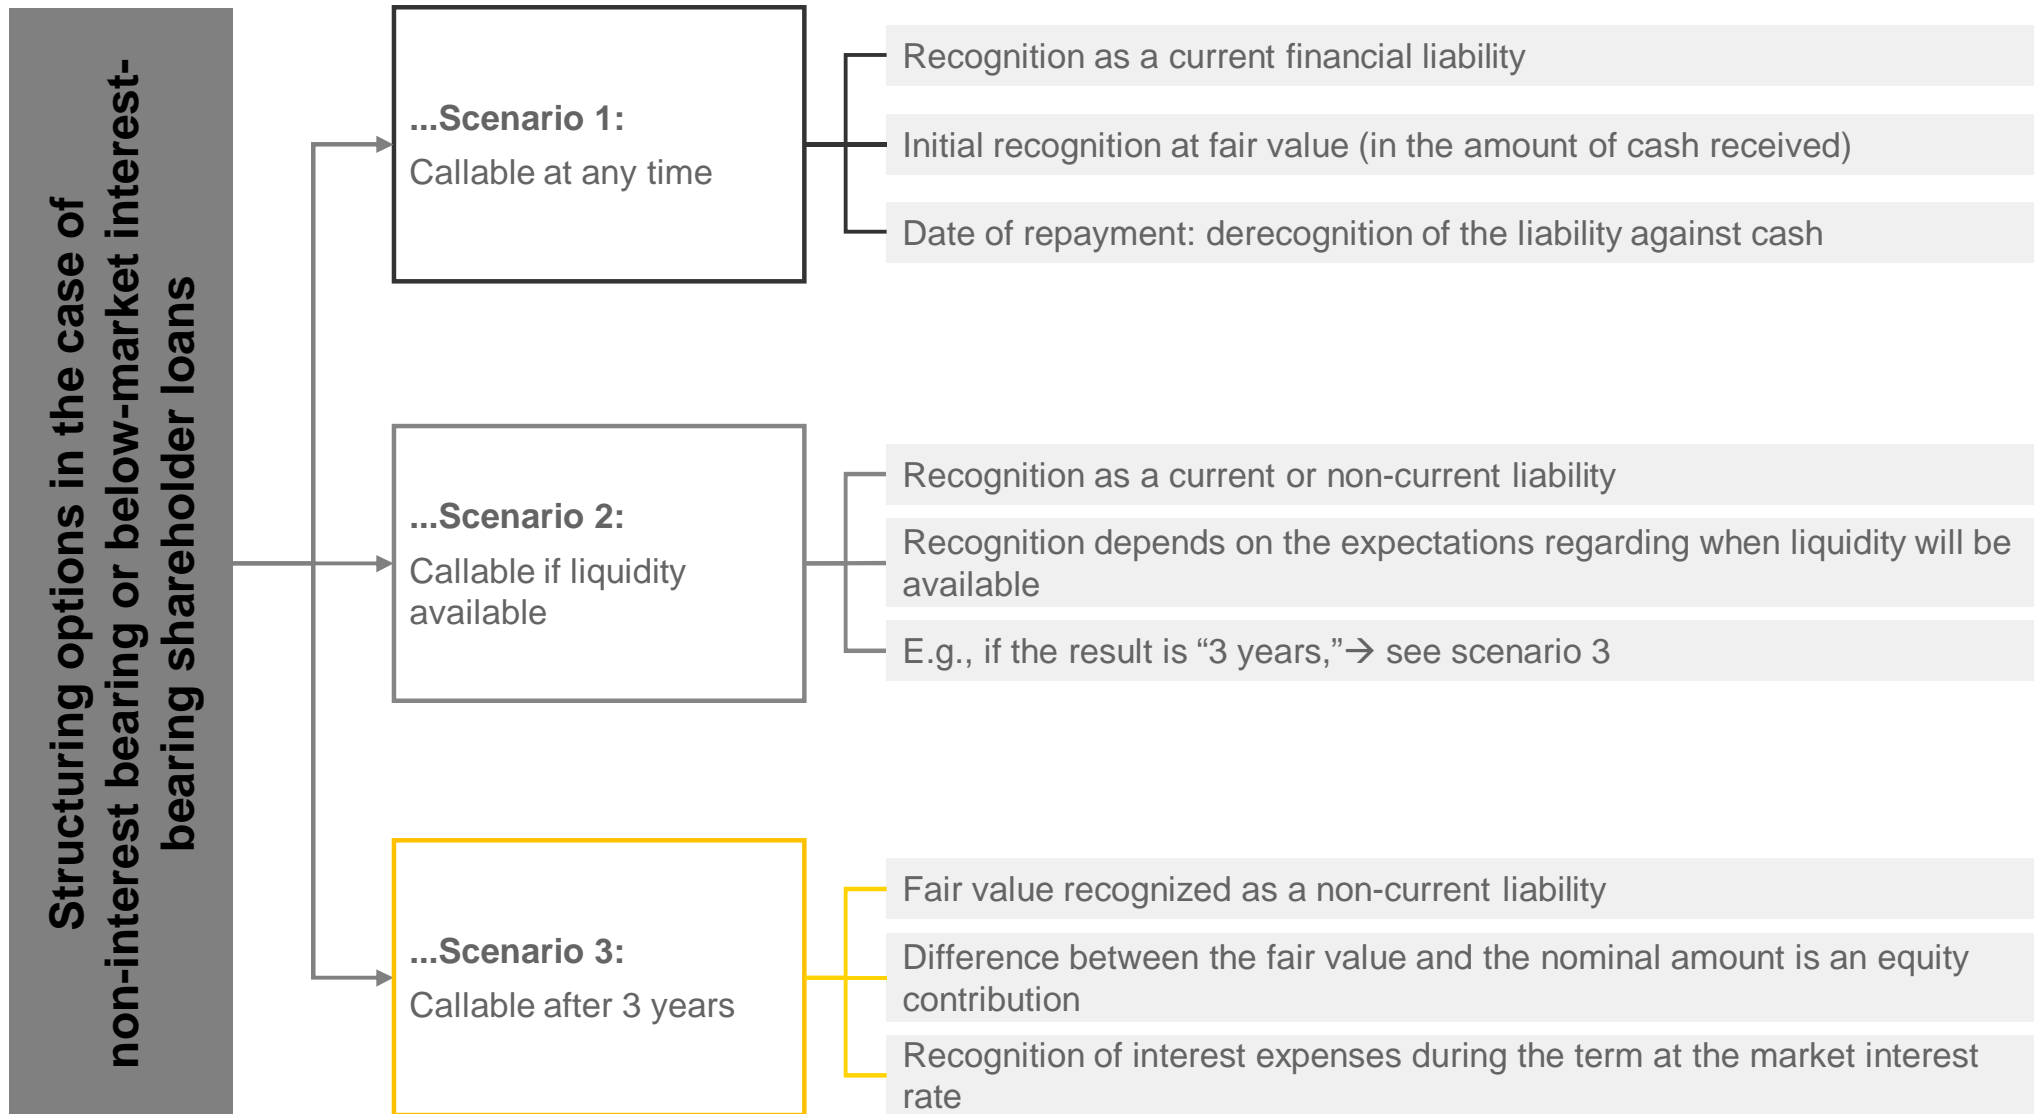 Structuring options in the case of
non-interest bearing or below-market interest-
bearing shareholder loans
...Scenario 1:
Callable at any time
Recognition as a current financial liability
Initial recognition at fair value (in the amount of cash received)
Date of repayment: derecognition of the liability against cash
...Scenario 2:
Callable if liquidity
available
Recognition as a current or non-current liability
Recognition depends on the expectations regarding when liquidity will be
available
E.g., if the result is “3 years,”→ see scenario 3
...Scenario 3:
Callable after 3 years
Fair value recognized as a non-current liability
Difference between the fair value and the nominal amount is an equity
contribution
Recognition of interest expenses during the term at the market interest
rate